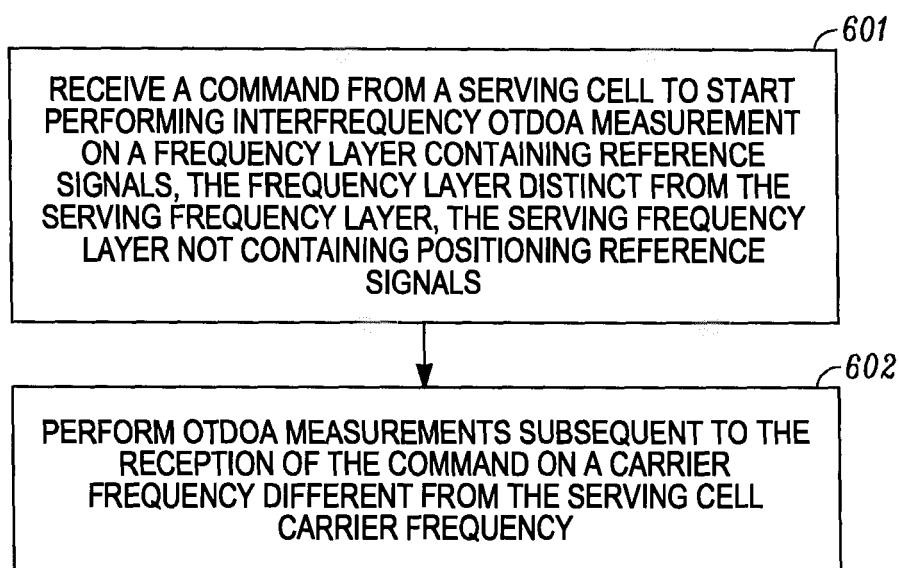 601
RECEIVE A COMMAND FROM A SERVING CELL TO START
PERFORMING INTERFREQUENCY OTDOA MEASUREMENT
ON A FREQUENCY LAYER CONTAINING REFERENCE
SIGNALS, THE FREQUENCY LAYER DISTINCT FROM THE
SERVING FREQUENCY LAYER, THE SERVING FREQUENCY
LAYER NOT CONTAINING POSITIONING REFERENCE
SIGNALS
602
PERFORM OTDOA MEASUREMENTS SUBSEQUENT TO THE
RECEPTION OF THE COMMAND ON A CARRIER
FREQUENCY DIFFERENT FROM THE SERVING CELL
CARRIER FREQUENCY